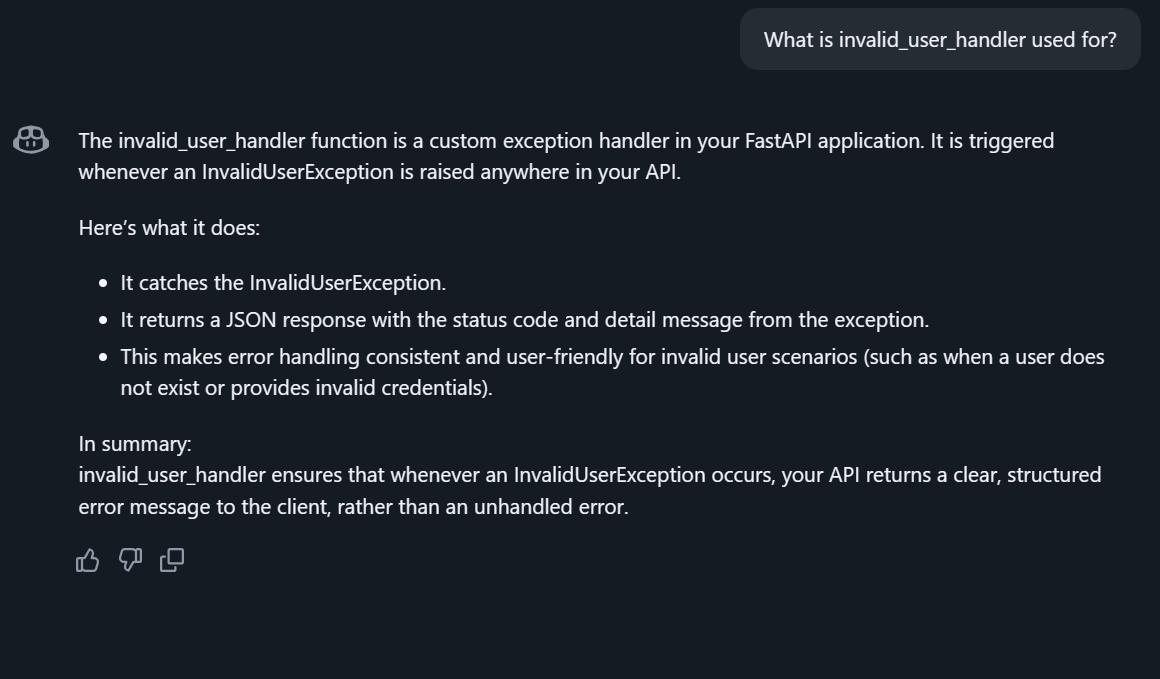 What is invalid_user_handler used for?
The invalid_user_handler function is a custom exception handler in your FastAPI application. It is triggered
whenever an InvalidUserException is raised anywhere in your API.
Here’s what it does:
It catches the InvalidUserException.
It returns a JSON response with the status code and detail message from the exception.
This makes error handling consistent and user-friendly for invalid user scenarios (such as when a user does
not exist or provides invalid credentials).
In summary:
invalid_user_handler ensures that whenever an InvalidUserException occurs, your API returns a clear, structured
error message to the client, rather than an unhandled error.